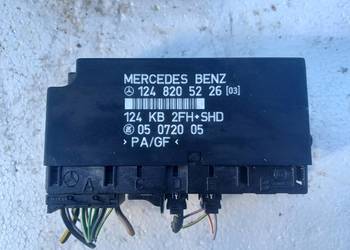 MERCEDES BENZ
124 820 52 26 [03]
124 KB 2FH•SHD
05 0720 05
> PA/GF <
A C D E